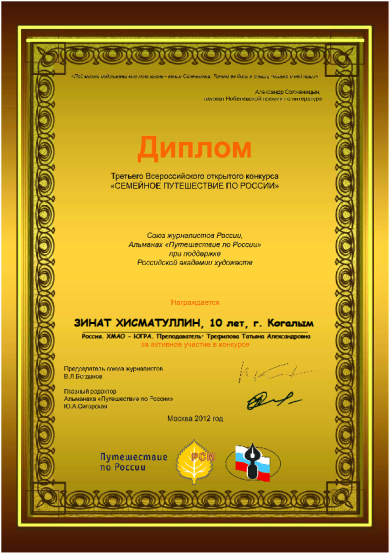 Александр Солженицын,
лауреат Нобелевской премии по литературе
Диплом
Третьего Всероссийского открытого конкурса
«СЕМЕЙНОЕ ПУТЕШЕСТВИЕ ПО РОССИИ»
Союз журналистов России,
Альманах «Путешествие по России»
при поддержке
Российской академии художеств
Награждается
ЗИНАТ ХИСМАТУЛЛИН, 10 лет, г. Когалым
Россия. ХМАО - ЮГРА. Преподаватель: Трефилова Татьяна Александровна
за активное участие в конкурсе
Председатель союза журналистов
В.Л.Богданов
Главный редактор
Альманаха «Путешествие по России»
Ю.А.Сигорская
Москва 2012 год
Путешествие
по России
РСИ